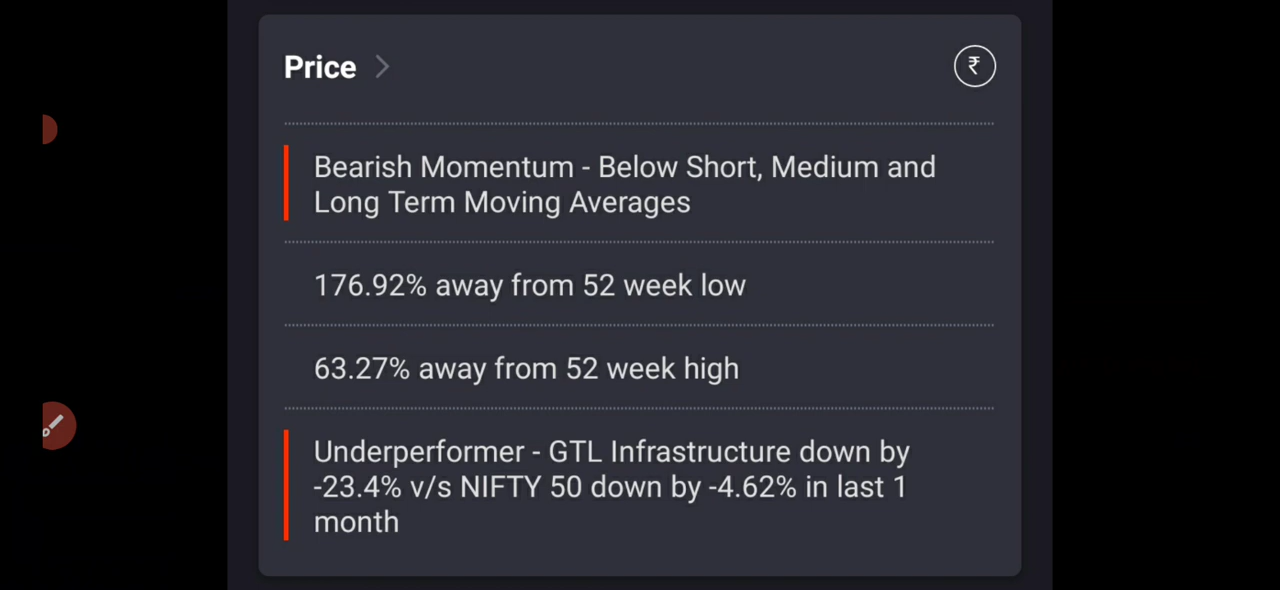 Price
₹
Bearish Momentum - Below Short, Medium and
Long Term Moving Averages
176.92% away from 52 week low
63.27% away from 52 week high
Underperformer - GTL Infrastructure down by
-23.4% v/s NIFTY 50 down by -4.62% in last 1
month